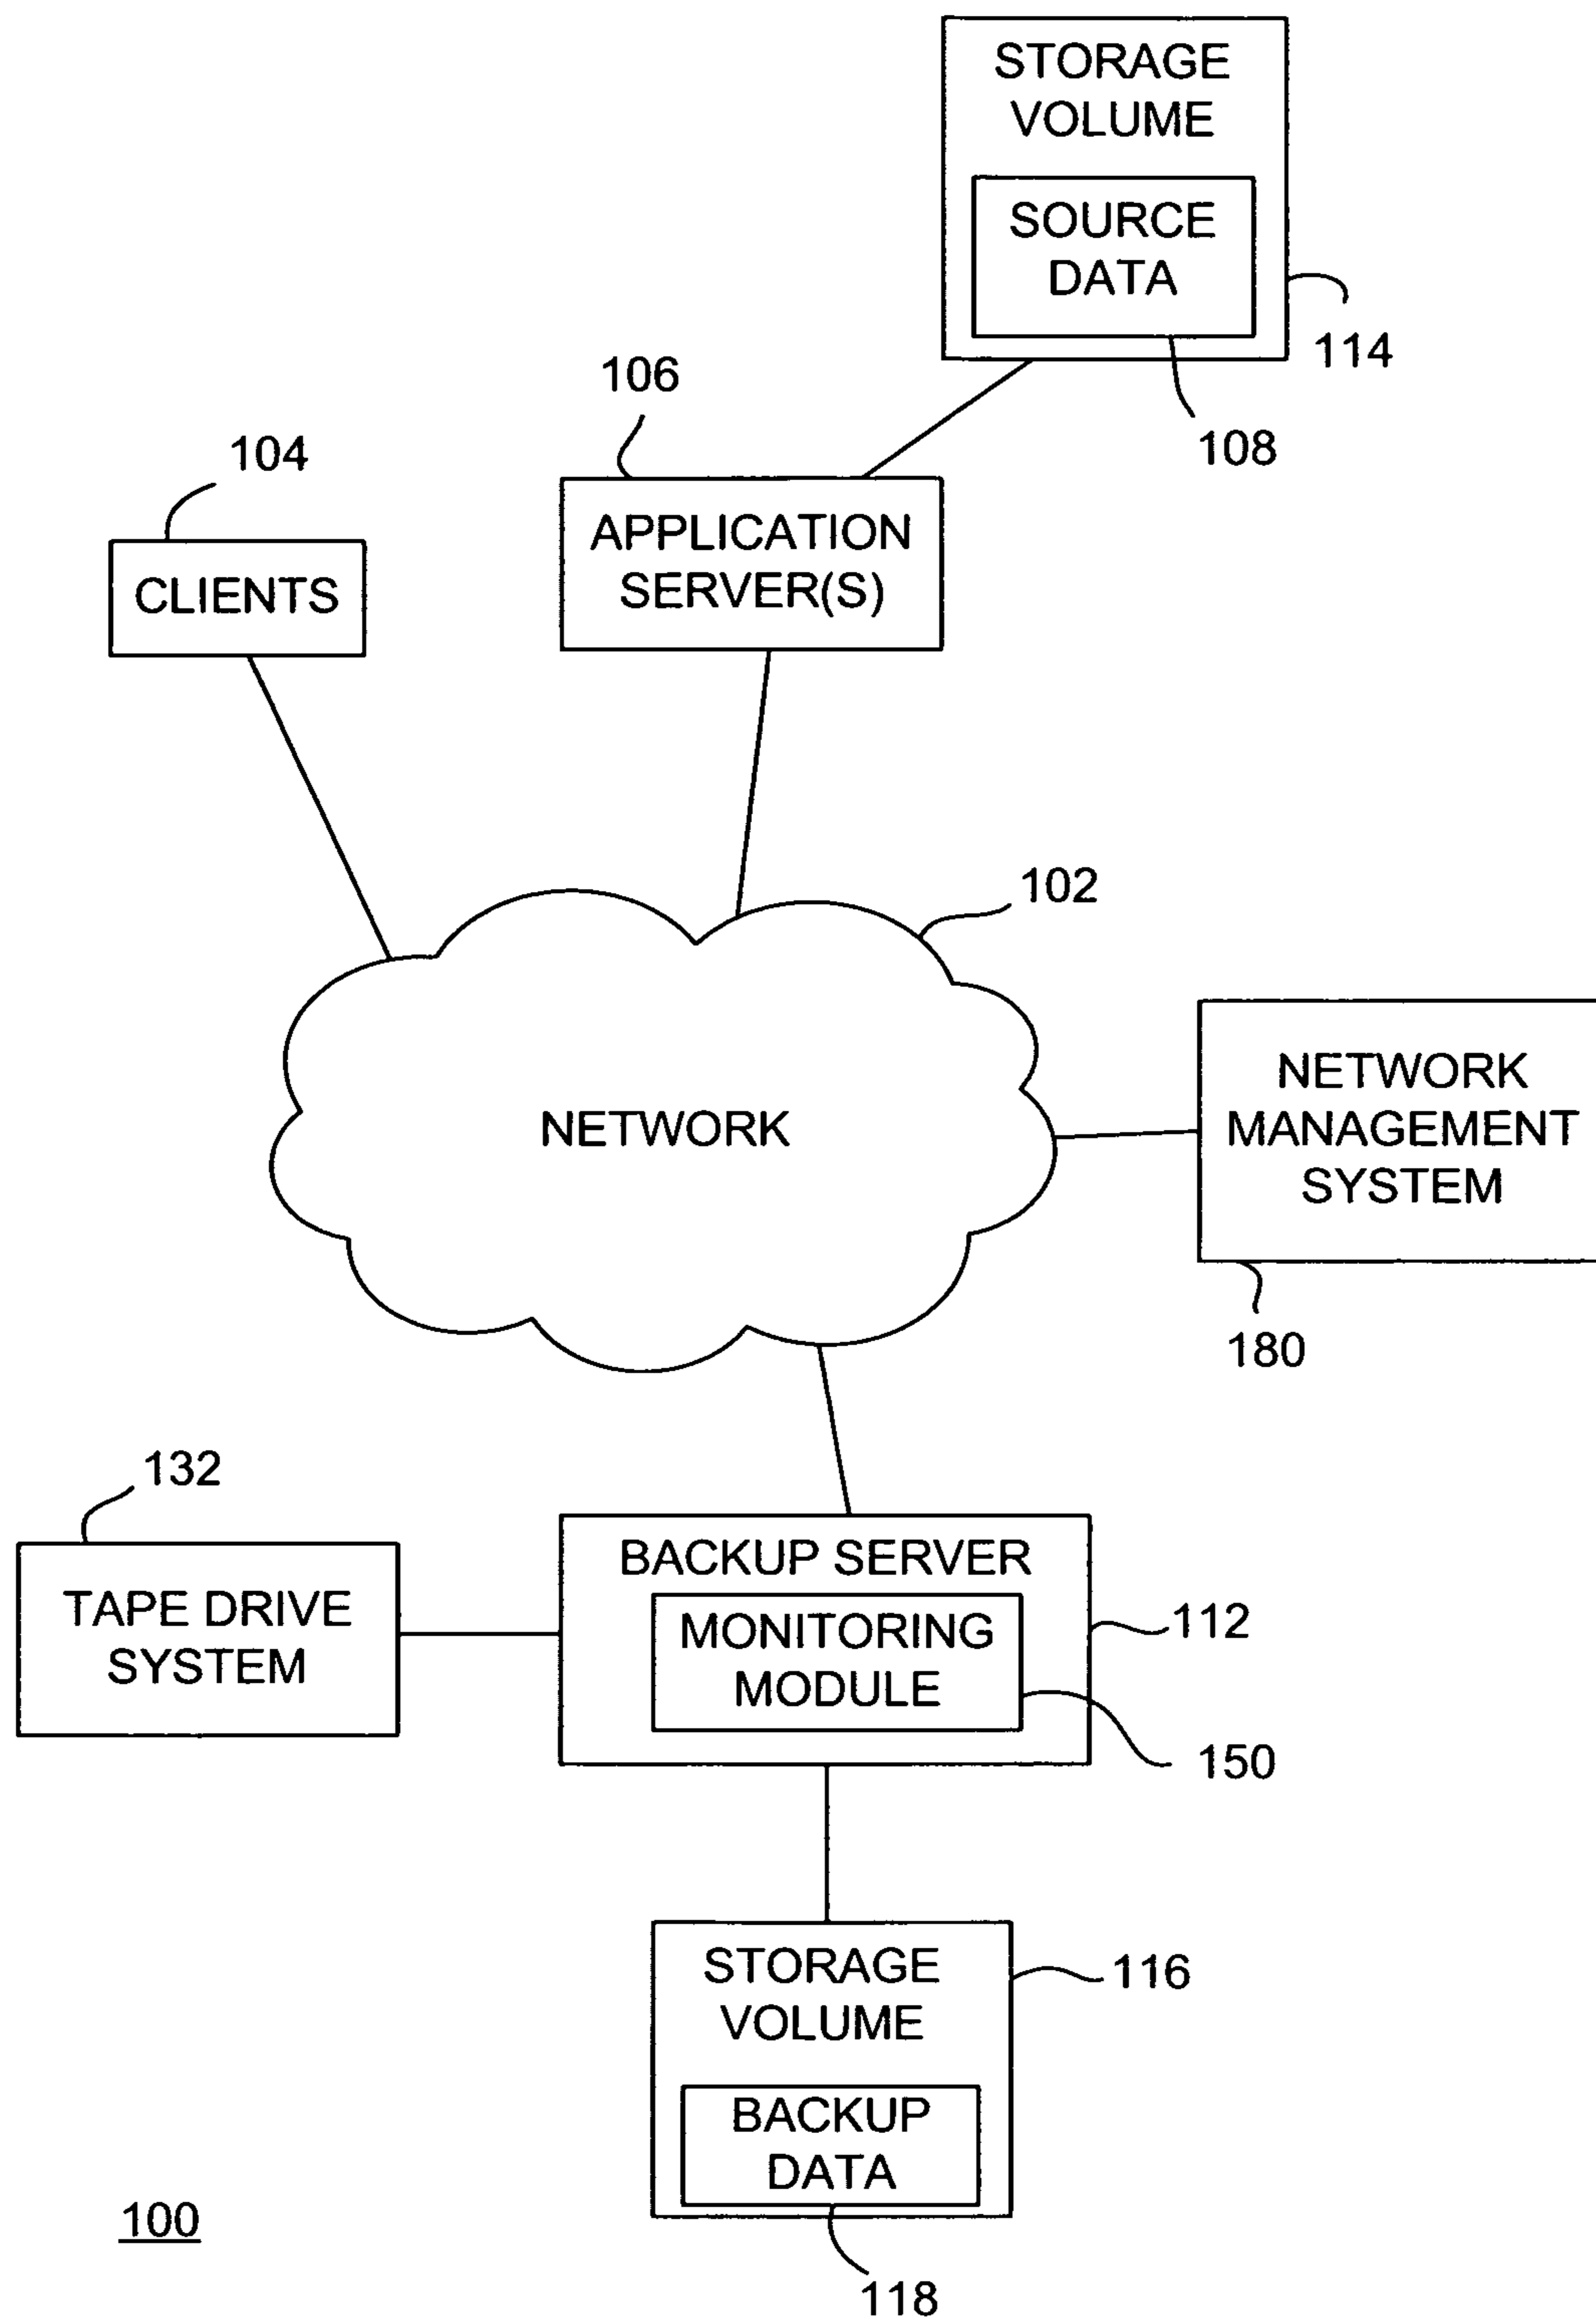 STORAGE
VOLUME
SOURCE
DATA
114
108
106
APPLICATION
SERVER(S)
104
CLIENTS
102
NETWORK
NETWORK
MANAGEMENT
SYSTEM
180
132
TAPE DRIVE
SYSTEM
BACKUP SERVER
MONITORING
MODULE
112
150
STORAGE
VOLUME
116
BACKUP
DATA
118
100